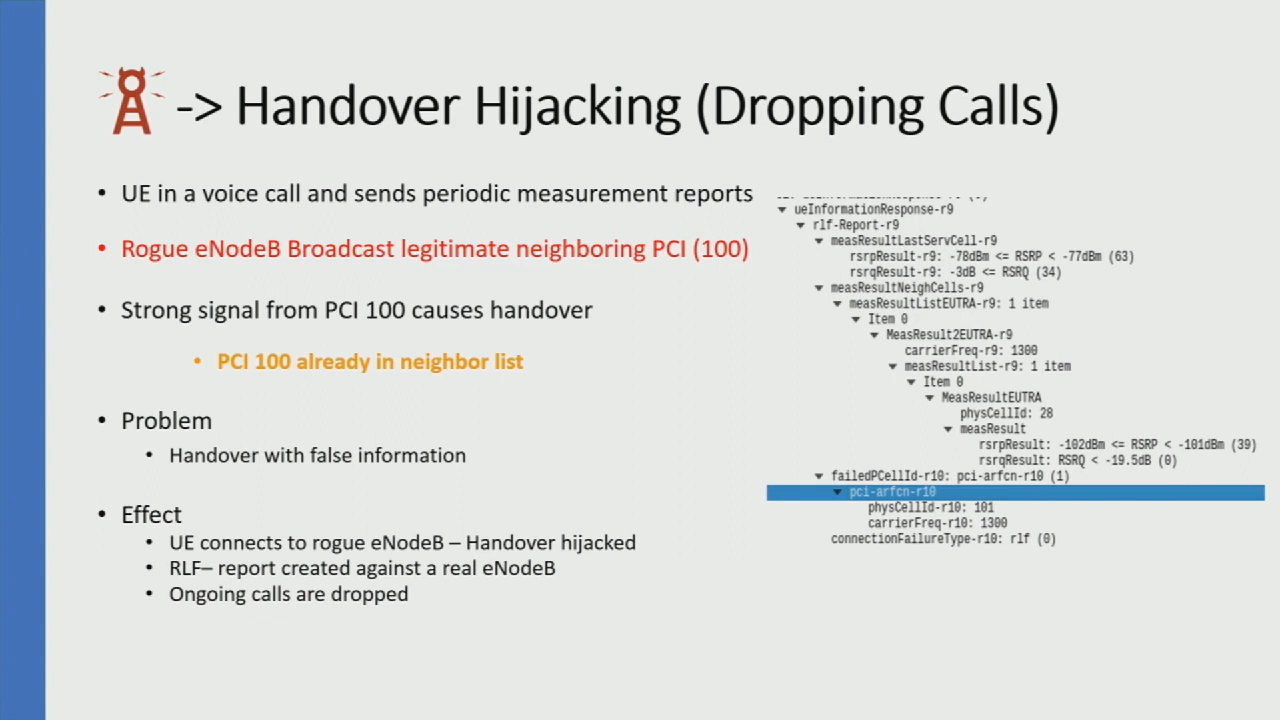 -> Handover Hijacking (Dropping Calls)
• UE in a voice call and sends periodic measurement reports
• Rogue eNodeB Broadcast legitimate neighboring PCI (100)
• Strong signal from PCI 100 causes handover
• PCI 100 already in neighbor list
• Problem
• Handover with false information
• Effect
• UE connects to rogue eNodeB – Handover hijacked
• RLF– report created against a real eNodeB
• Ongoing calls are dropped
ueInformationResponse-r9
rlf-Report-r9
measResultLastServCell-r9
rsrpResult-r9: -78dBm <= RSRP < -77dBm (63)
rsrqResult-r9: -3dB <= RSRQ (34)
measResultNeighCells-r9
measResultListEUTRA-r9: 1 item
Item 0
MeasResult2EUTRA-r9
carrierFreq-r9: 1300
measResultList-r9: 1 item
Item 0
MeasResultEUTRA
physCellId: 28
measResult
rsrpResult: -102dBm <= RSRP < -101dBm (39)
rsrqResult: RSRQ < -19.5dB (0)
failedPCellId-r10: pci-arfcn-r10 (1)
pci-arfcn-r10
physCellId-r10: 101
carrierFreq-r10: 1300
connectionFailureType-r10: rlf (0)